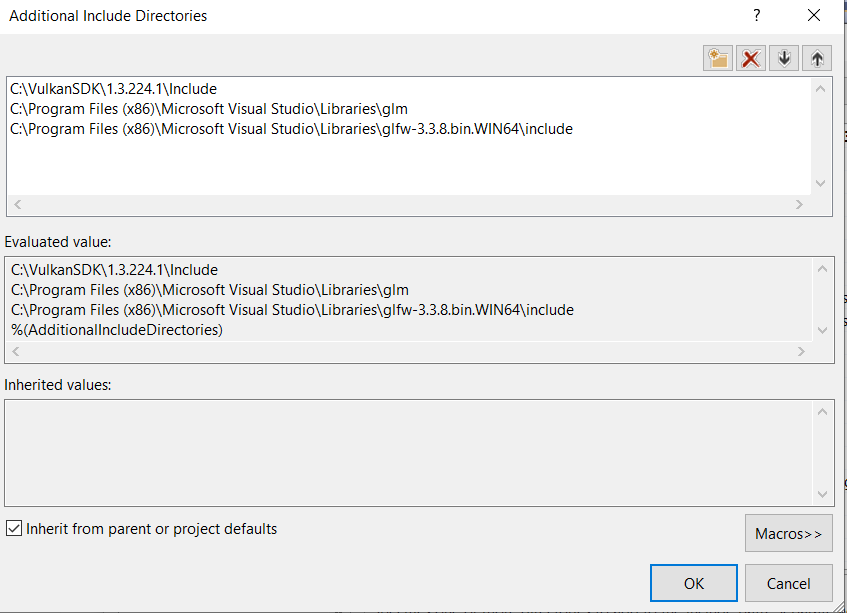 Additional Include Directories
?
C:\VulkanSDK\1.3.224.1\Include
C:\Program Files (x86)\Microsoft Visual Studio\Libraries\glm
C:\Program Files (x86)\Microsoft Visual Studio\Libraries\glfw-3.3.8.bin.WIN64\include
Evaluated value:
C:\VulkanSDK\1.3.224.1\Include
C:\Program Files (x86)\Microsoft Visual Studio\Libraries\glm
C:\Program Files (x86)\Microsoft Visual Studio\Libraries\glfw-3.3.8.bin.WIN64\include
%(AdditionalIncludeDirectories)
Inherited values:
Inherit from parent or project defaults
Macros>>
OK
Cancel